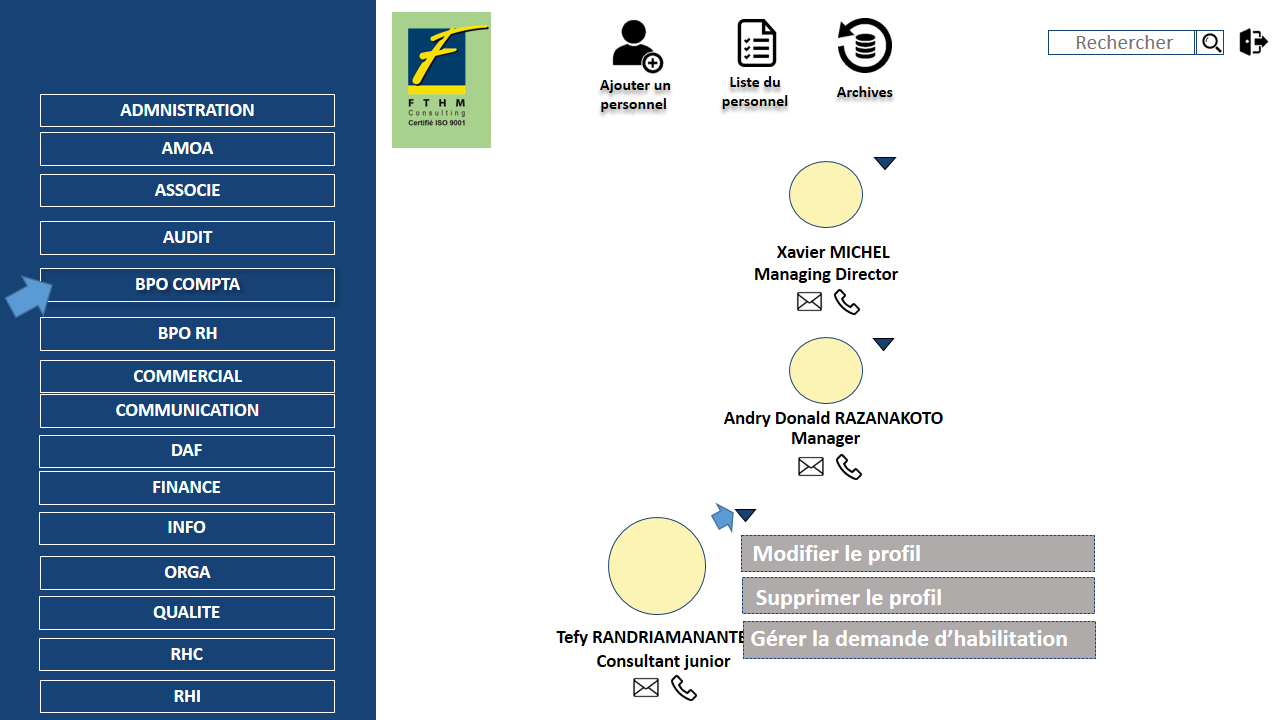 ADMNISTRATION
AMOA
ASSOCIE
AUDIT
BPO COMPTA
BPO RH
COMMERCIAL
COMMUNICATION
DAF
FINANCE
INFO
ORGA
QUALITE
RHC
RHI
F T H M
Consulting
Certifié ISO 9001
Ajouter un
personnel
Liste du
personnel
Archives
Rechercher
Xavier MICHEL
Managing Director
Andry Donald RAZANAKOTO
Manager
Tefy RANDRIAMANANTE
Consultant junior
Modifier le profil
Supprimer le profil
Gérer la demande d’habilitation